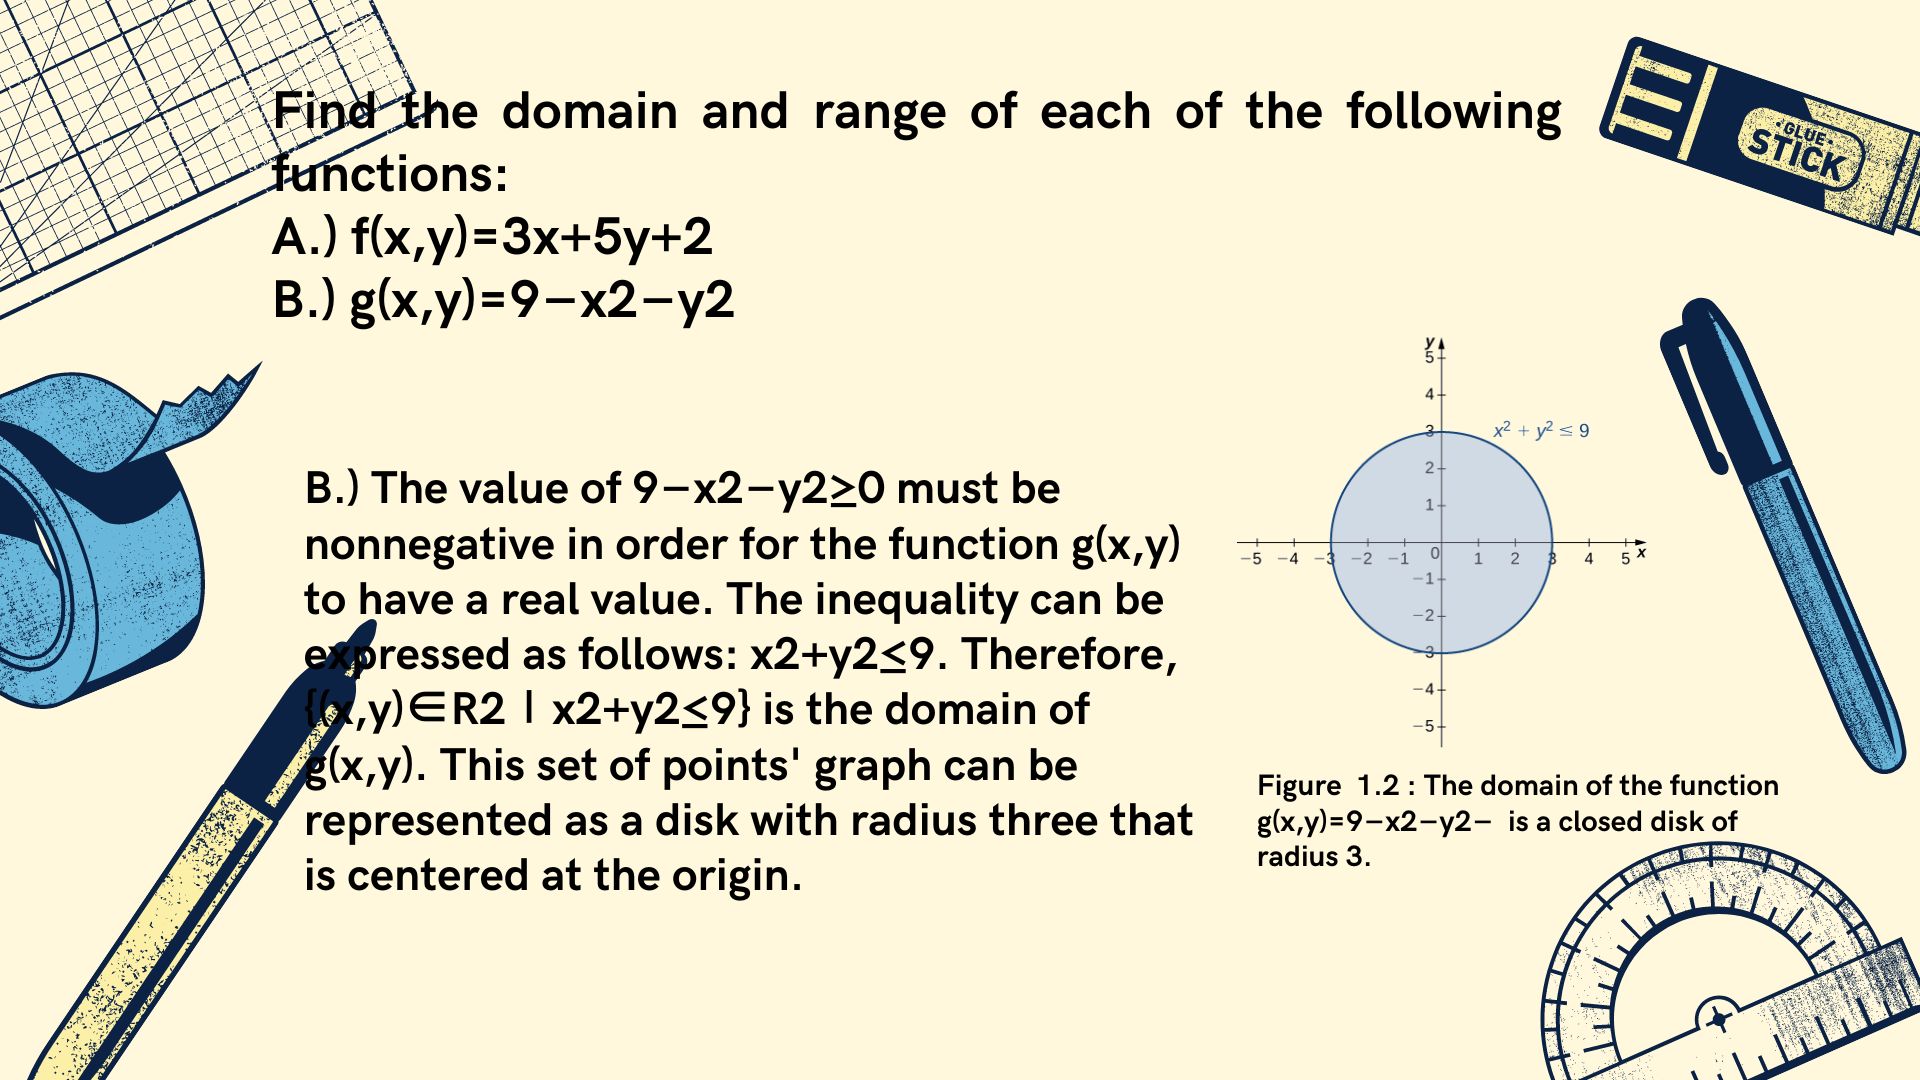 Find the domain and range of each of the following
functions:
A.) f(x,y)=3x+5y+2
B.) g(x,y)=9−x2−y2
B.) The value of 9−x2−y2≥0 must be
nonnegative in order for the function g(x,y)
to have a real value. The inequality can be
expressed as follows: x2+y2≤9. Therefore,
{(x,y)∈R2 | x2+y2≤9} is the domain of
g(x,y). This set of points' graph can be
represented as a disk with radius three that
is centered at the origin.
GLUE
STICK
y
5
4
3
x² + y² ≤ 9
2
1
−5 −4 −3 −2 −1 0 1 2 3 4 5 x
−1
−2
−3
−4
−5
Figure 1.2 : The domain of the function
g(x,y)=9−x2−y2− is a closed disk of
radius 3.